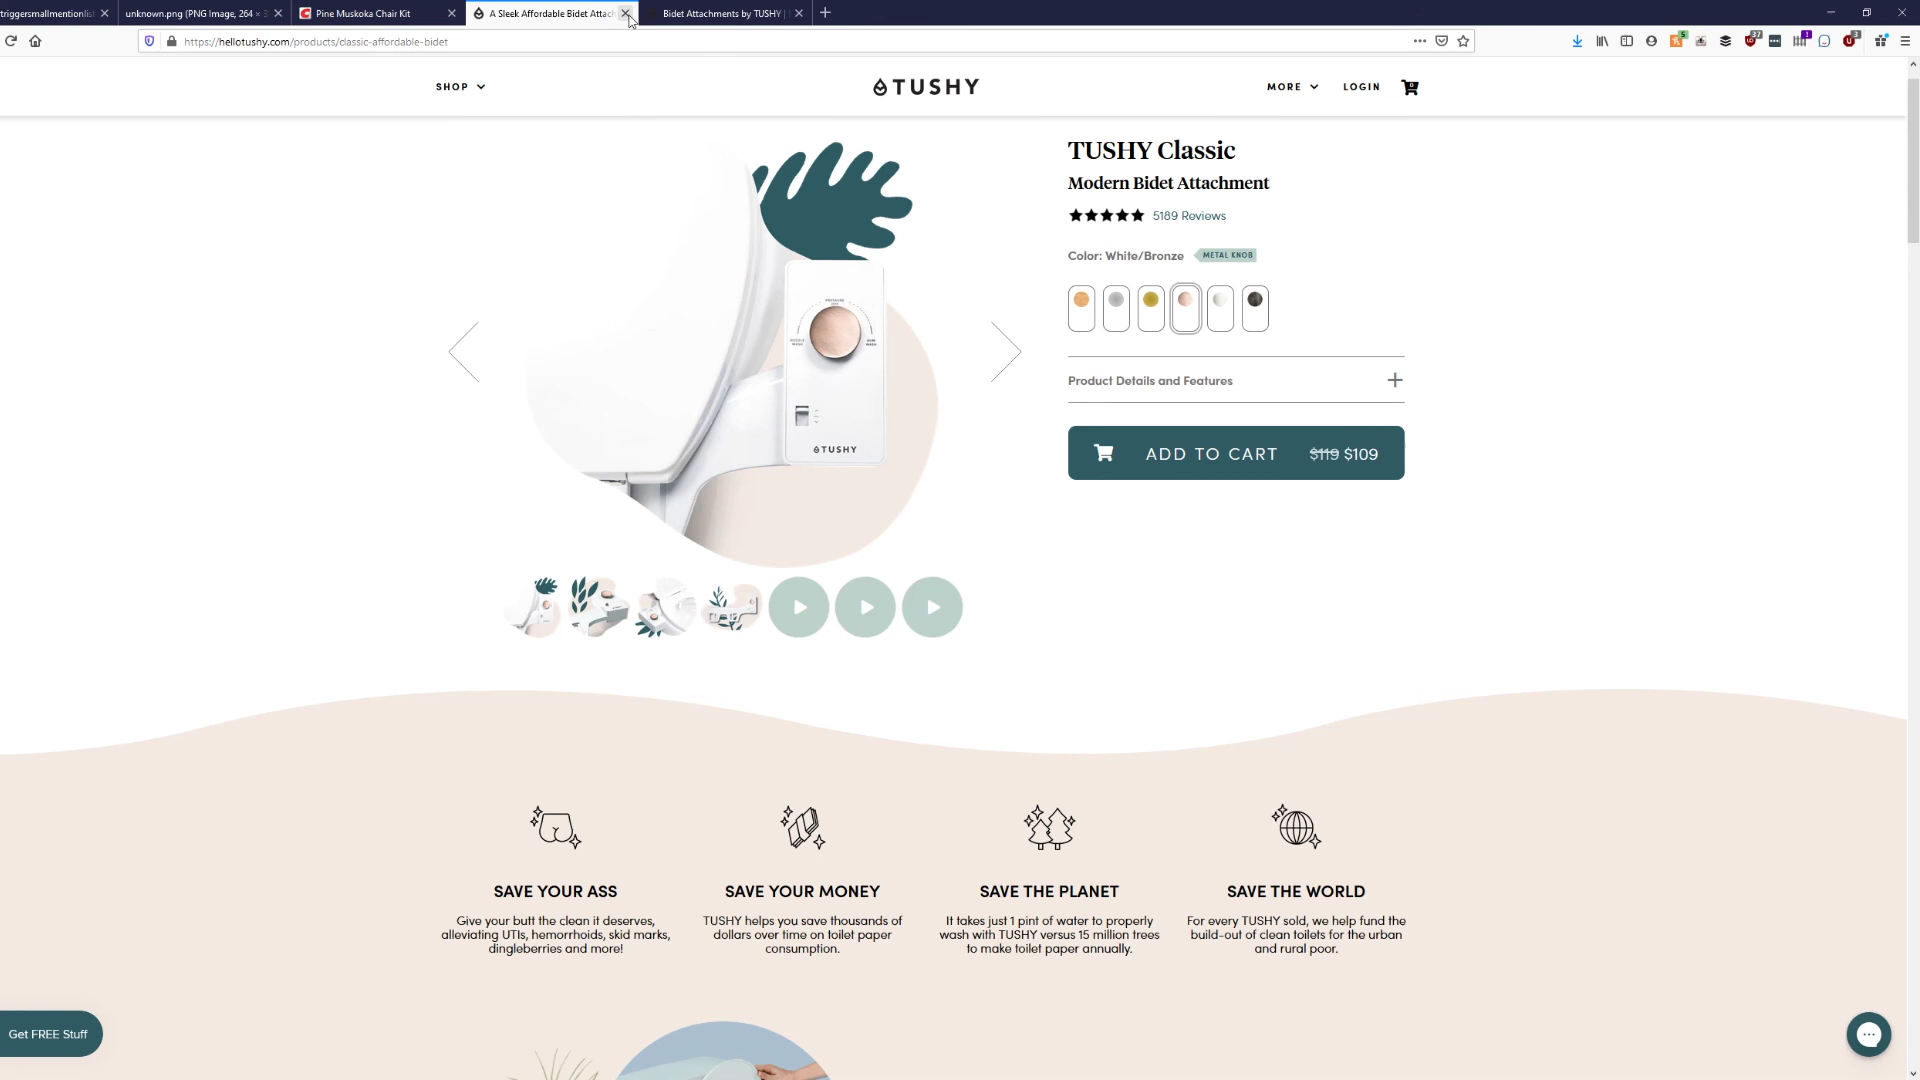 triggersmallmentionlist
unknown.png (PNG Image, 264 ×
Pine Muskoka Chair Kit
A Sleek Affordable Bidet Attach
Bidet Attachments by TUSHY |
https://hellotushy.com/products/classic-affordable-bidet
5
37
1
3
SHOP
TUSHY
MORE
LOGIN
0
TUSHY Classic
Modern Bidet Attachment
5189 Reviews
Color: White/Bronze
METAL KNOB
TUSHY
Product Details and Features
ADD TO CART $119 $109
SAVE YOUR ASS
Give your butt the clean it deserves,
alleviating UTIs, hemorrhoids, skid marks,
dingleberries and more!
SAVE YOUR MONEY
TUSHY helps you save thousands of
dollars over time on toilet paper
consumption.
SAVE THE PLANET
It takes just 1 pint of water to properly
wash with TUSHY versus 15 million trees
to make toilet paper annually.
SAVE THE WORLD
For every TUSHY sold, we help fund the
build-out of clean toilets for the urban
and rural poor.
Get FREE Stuff